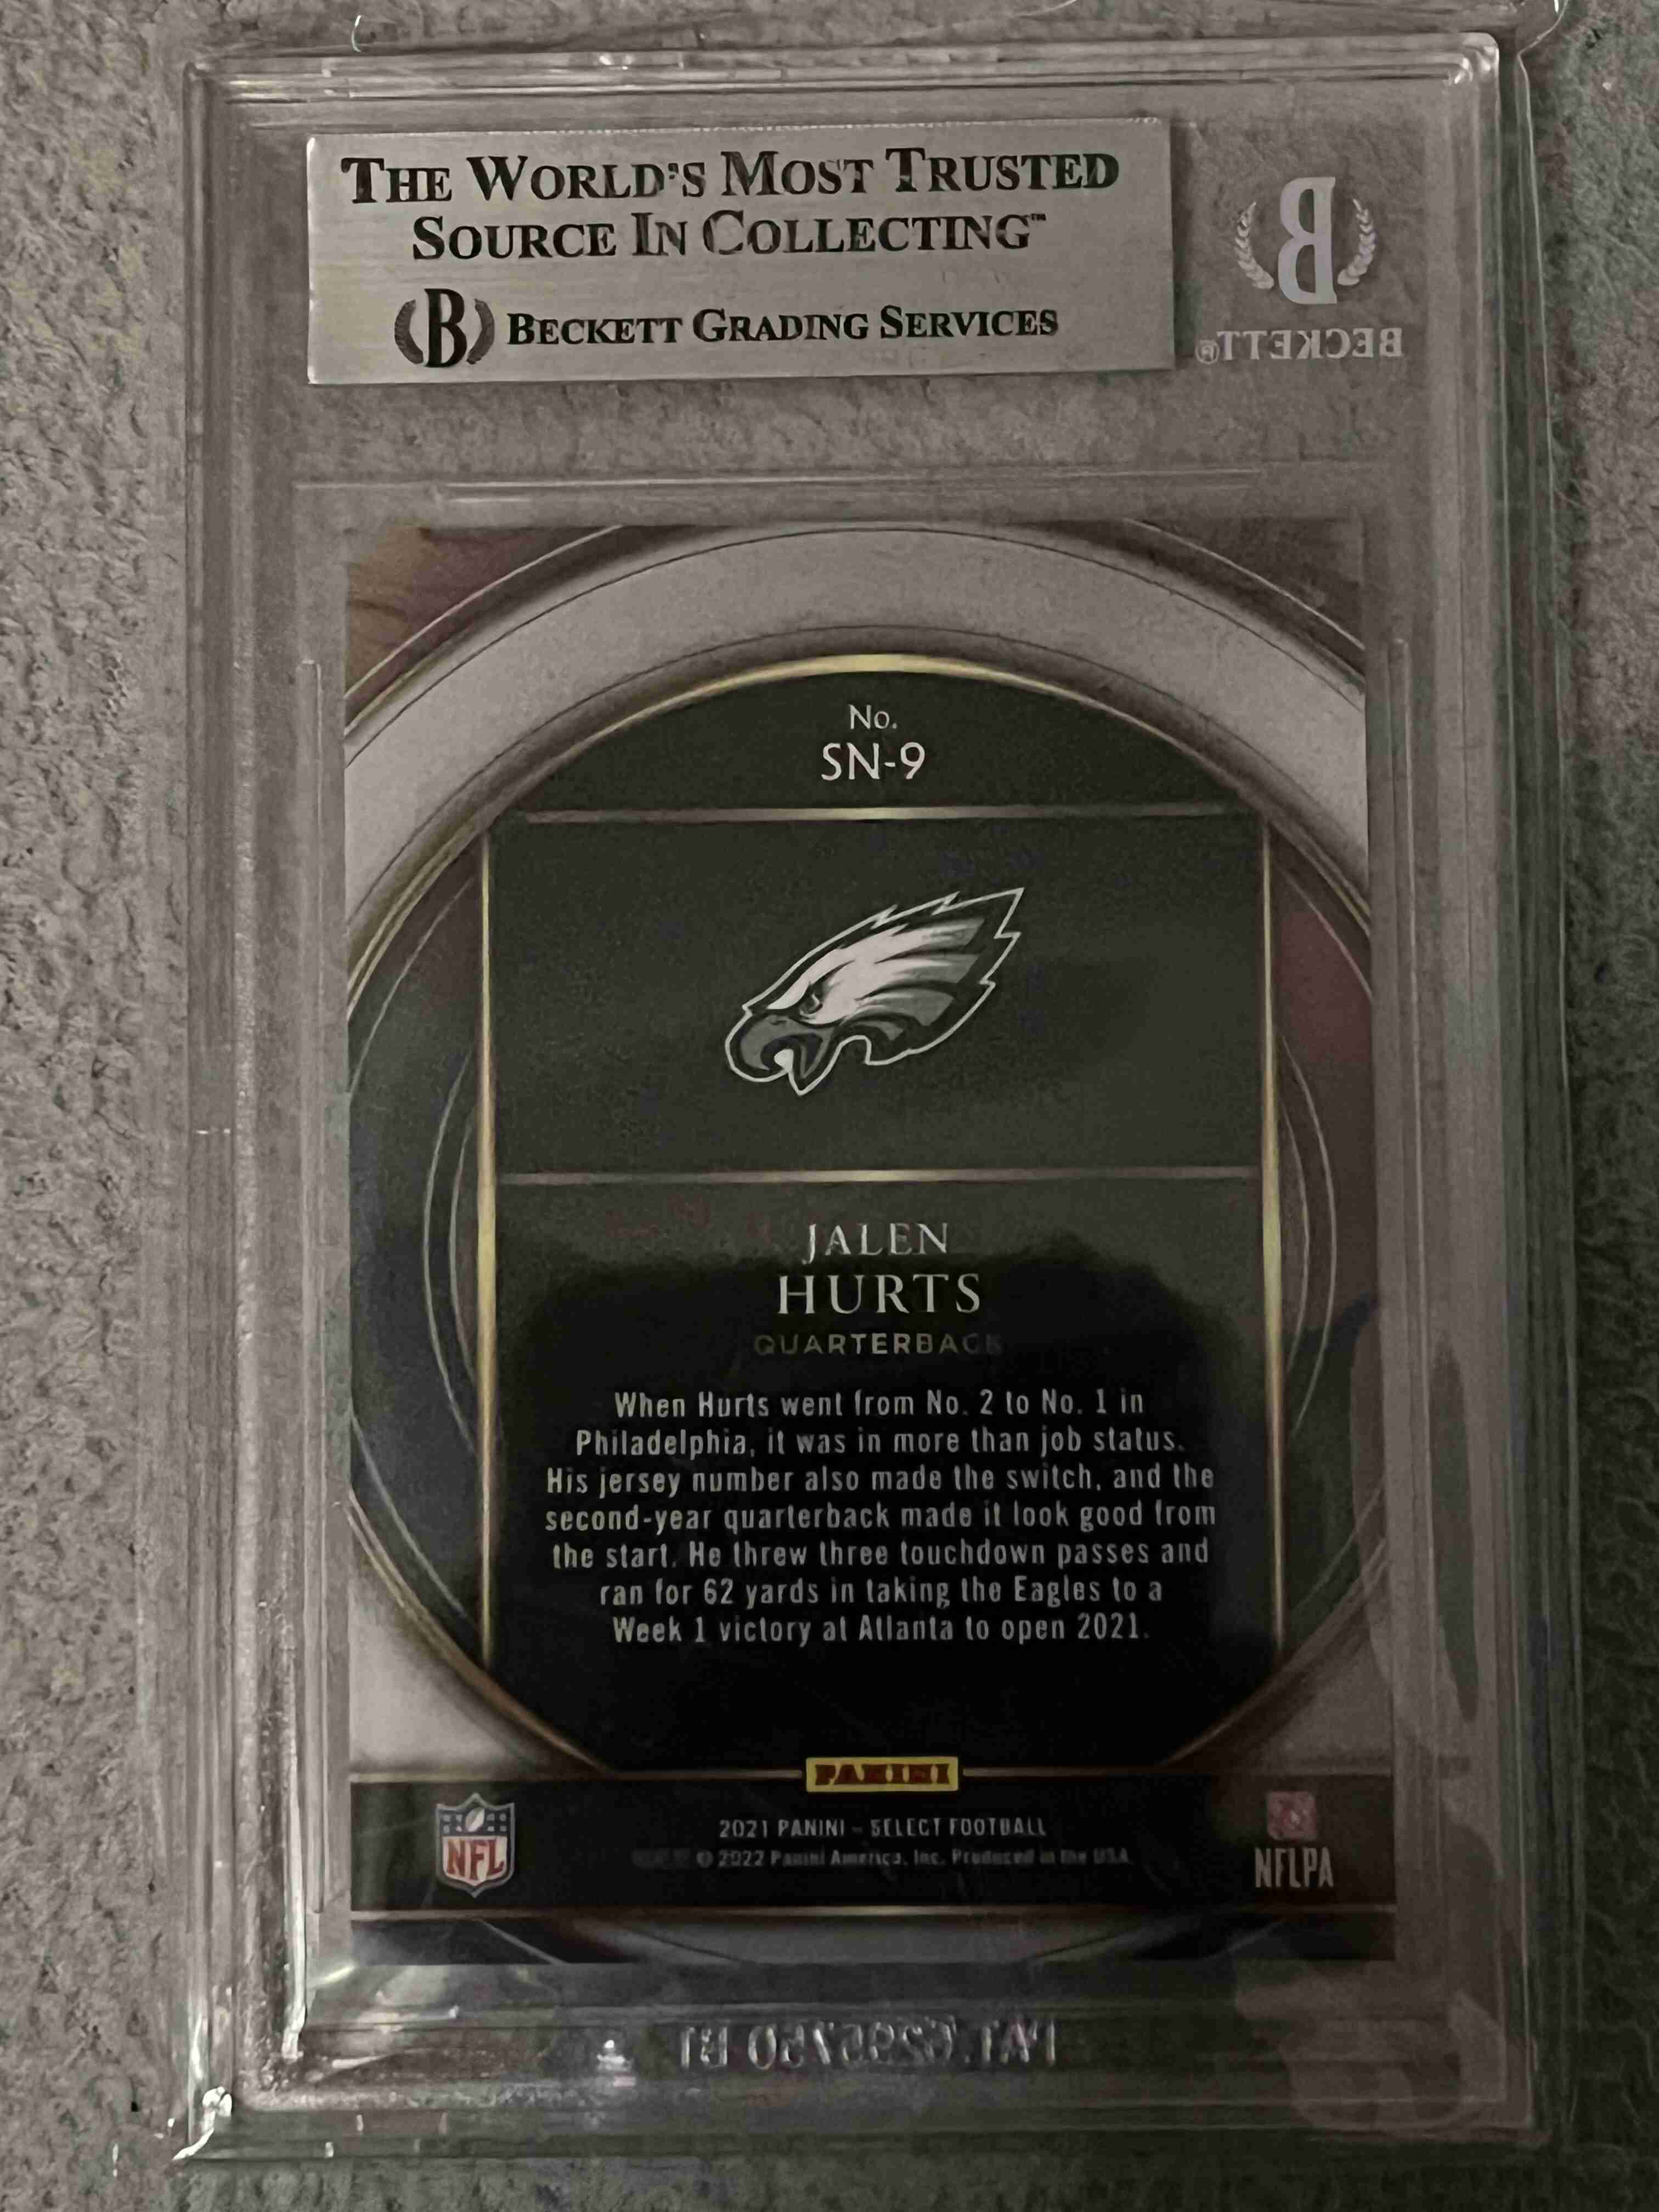 THE WORLD'S MOST TRUSTED
SOURCE IN COLLECTING™
B BECKETT GRADING SERVICES
B
BECKETT®
No.
SN-9
JALEN
HURTS
QUARTERBACK
When Hurts went from No. 2 to No. 1 in
Philadelphia, it was in more than job status.
His jersey number also made the switch, and the
second-year quarterback made it look good from
the start. He threw three touchdown passes and
ran for 62 yards in taking the Eagles to a
Week 1 victory at Atlanta to open 2021.
PANINI
NFL
2021 PANINI – SELECT FOOTBALL
© 2022 Panini America, Inc. Produced in the USA
NFLPA
PAT.